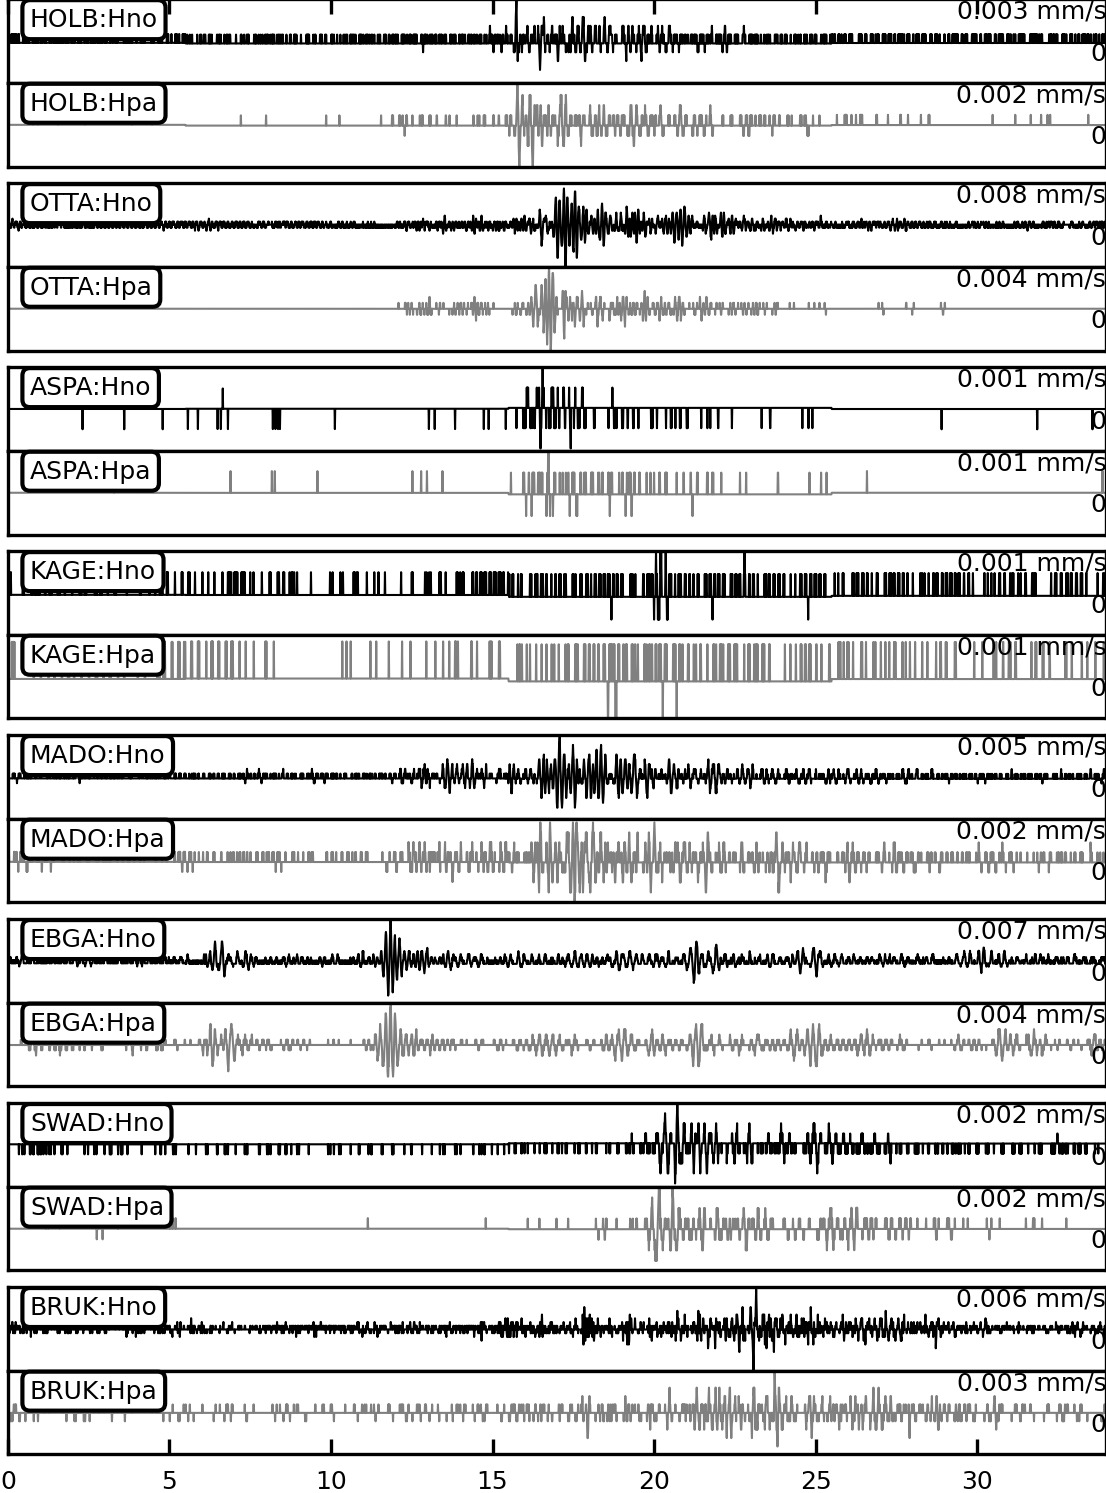 HOLB:Hno 0.003 mm/s
0
HOLB:Hpa 0.002 mm/s
0
OTTA:Hno 0.008 mm/s
0
OTTA:Hpa 0.004 mm/s
0
ASPA:Hno 0.001 mm/s
0
ASPA:Hpa 0.001 mm/s
0
KAGE:Hno 0.001 mm/s
0
KAGE:Hpa 0.001 mm/s
0
MADO:Hno 0.005 mm/s
0
MADO:Hpa 0.002 mm/s
0
EBGA:Hno 0.007 mm/s
0
EBGA:Hpa 0.004 mm/s
0
SWAD:Hno 0.002 mm/s
0
SWAD:Hpa 0.002 mm/s
0
BRUK:Hno 0.006 mm/s
0
BRUK:Hpa 0.003 mm/s
0
0 5 10 15 20 25 30